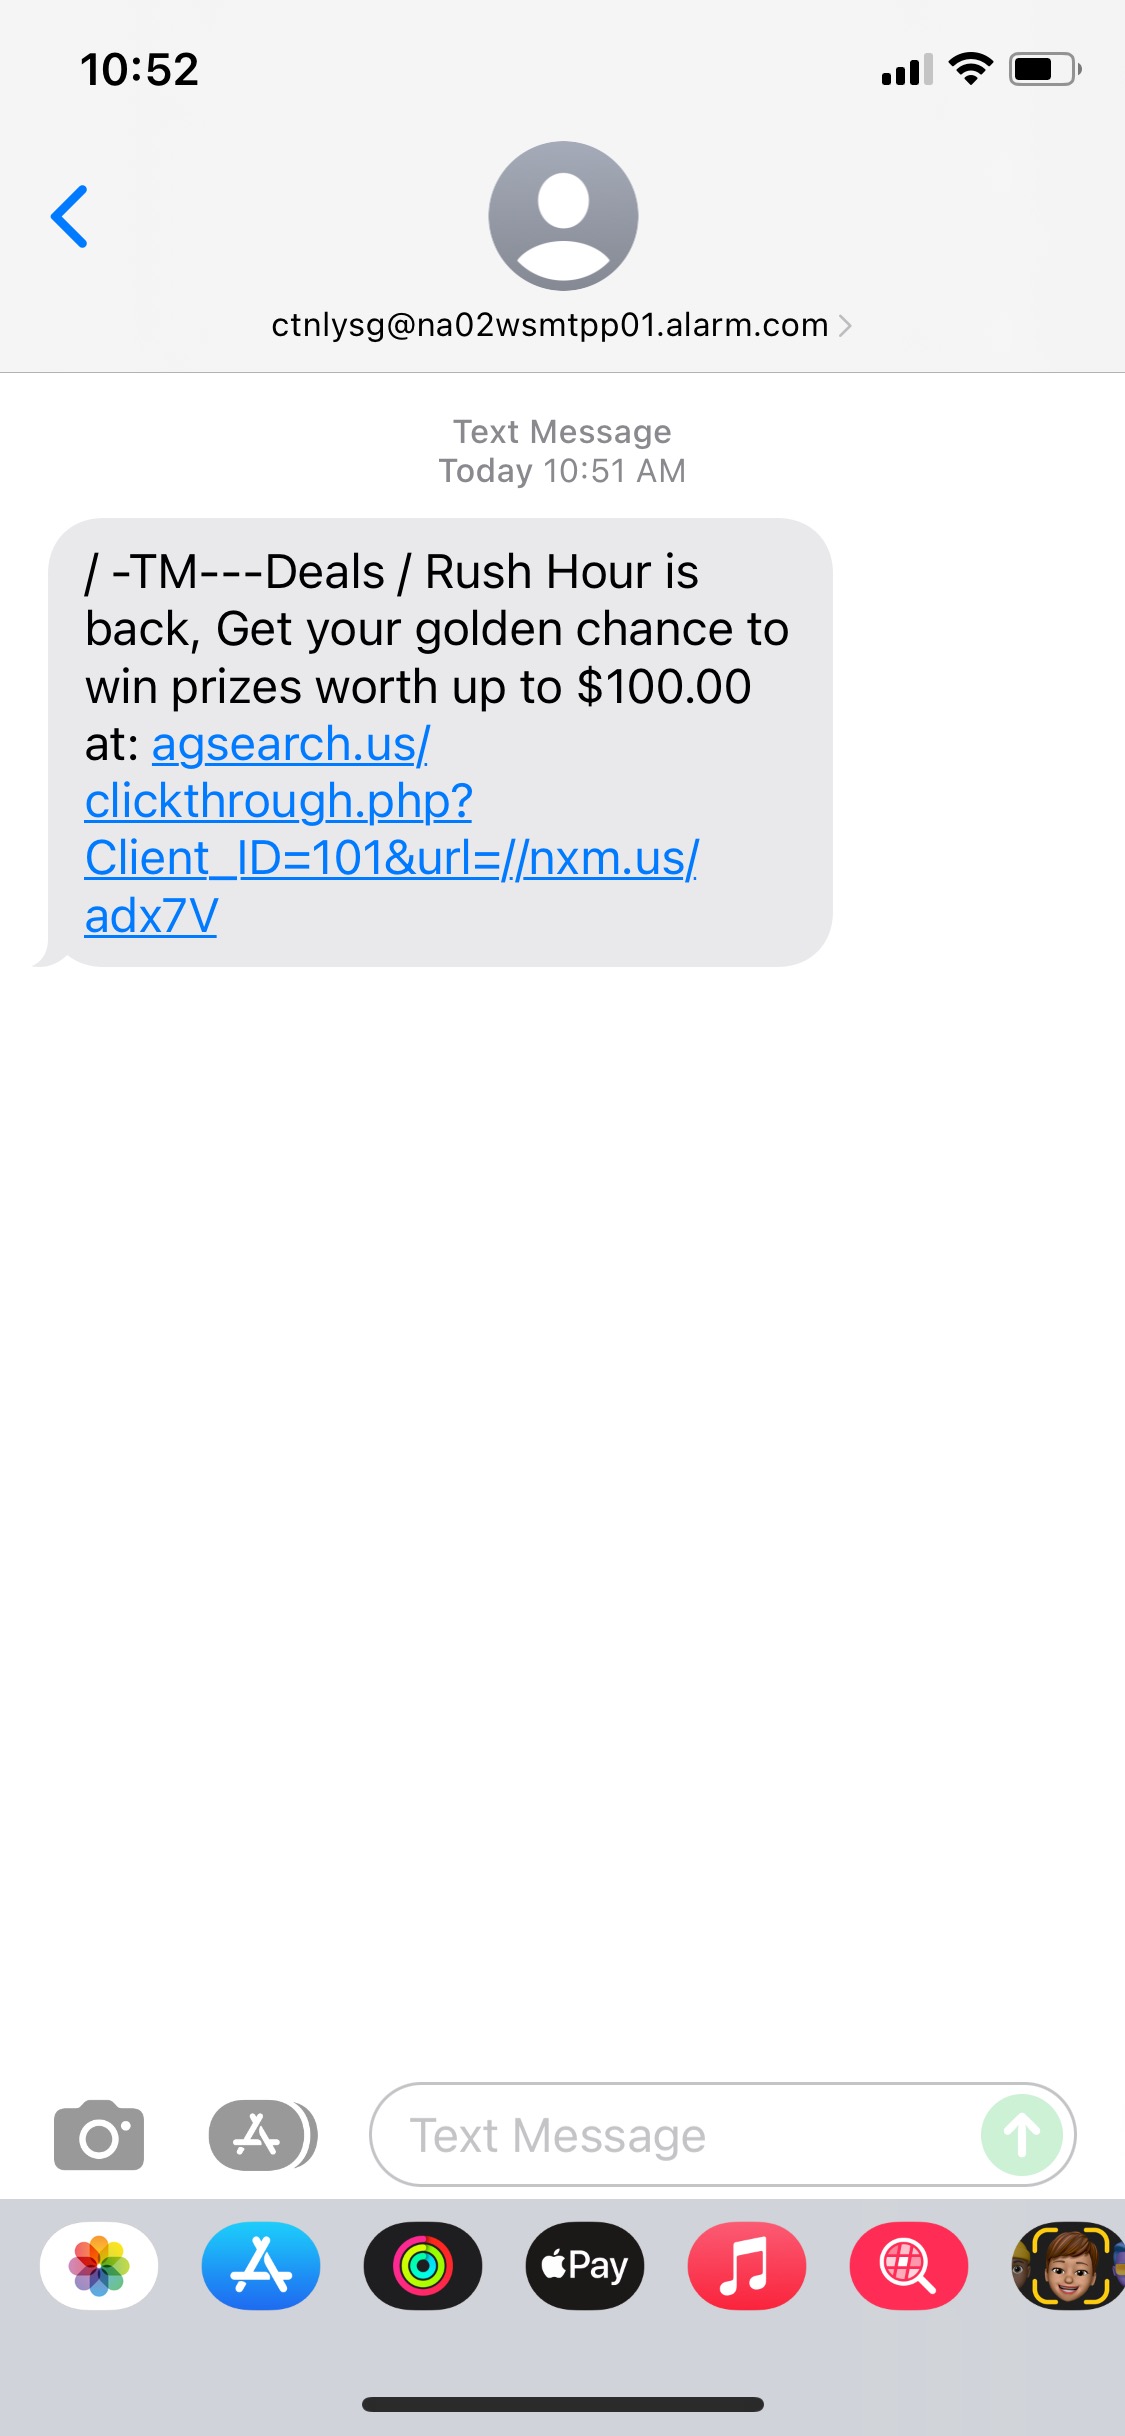 10:52
ctnlysg@na02wsmtpp01.alarm.com
Text Message
Today 10:51 AM
/ -TM---Deals / Rush Hour is
back, Get your golden chance to
win prizes worth up to $100.00
at: agsearch.us/
clickthrough.php?
Client_ID=101&url=//nxm.us/
adx7V
Text Message
Pay